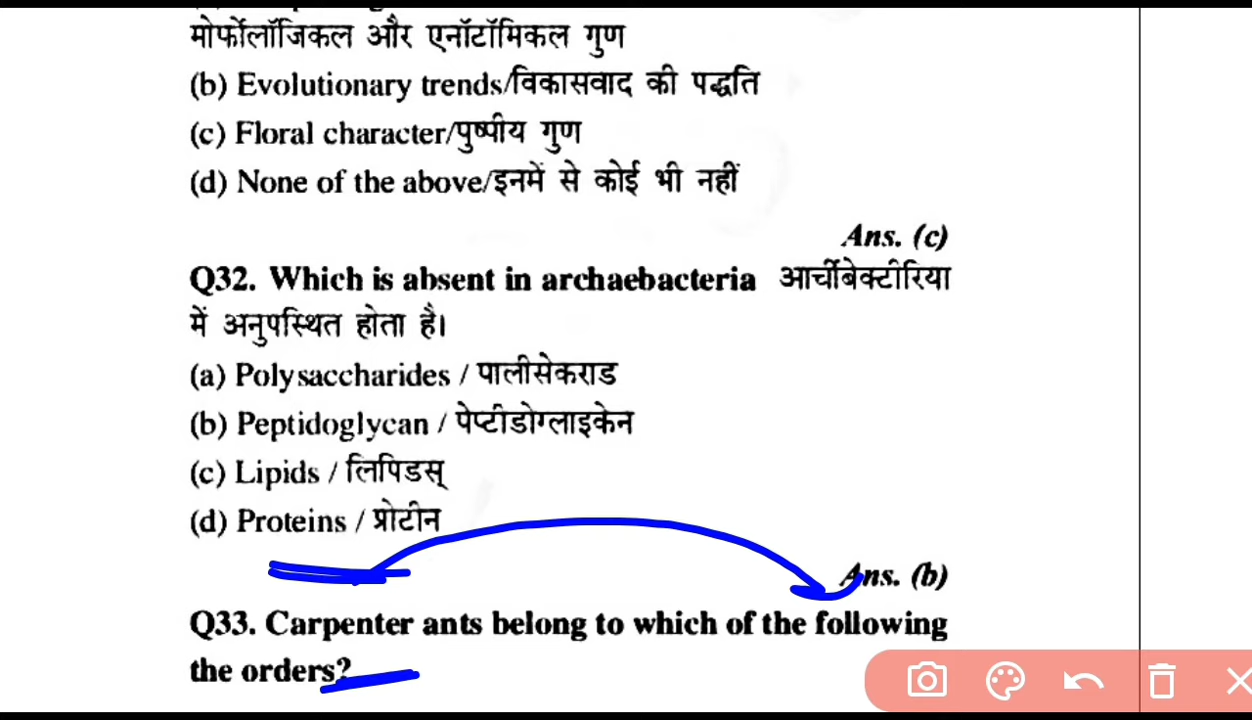 मोर्फोलॉजिकल और एनॉटॉमिकल गुण
(b) Evolutionary trends/विकासवाद की पद्धति
(c) Floral character/पुष्पीय गुण
(d) None of the above/इनमें से कोई भी नहीं
Ans. (c)
Q32. Which is absent in archaebacteria आर्चीबेक्टीरिया
में अनुपस्थित होता है।
(a) Polysaccharides / पालीसेकराड
(b) Peptidoglycan / पेप्टीडोग्लाइकेन
(c) Lipids / लिपिडस्
(d) Proteins / प्रोटीन
Ans. (b)
Q33. Carpenter ants belong to which of the following
the orders?